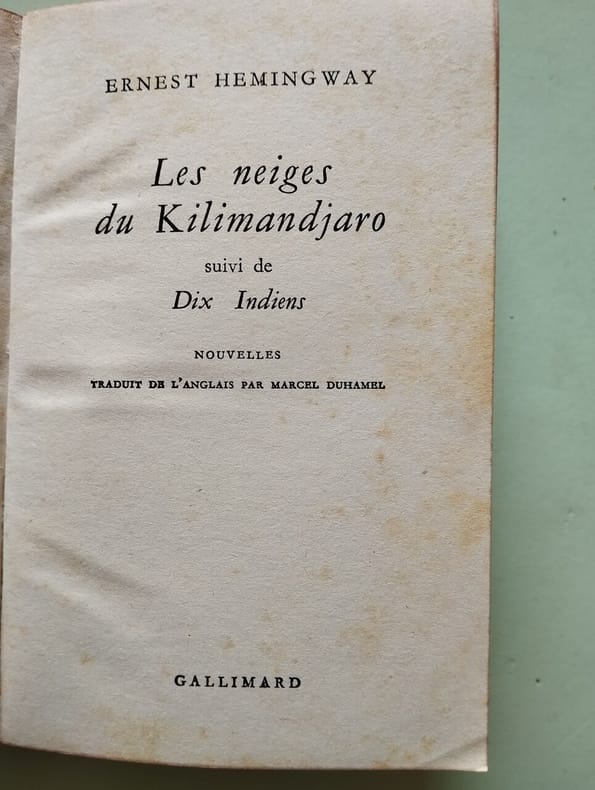 ERNEST HEMINGWAY
Les neiges
du Kilimandjaro
suivi de
Dix Indiens
NOUVELLES
TRADUIT DE L'ANGLAIS PAR MARCEL DUHAMEL
GALLIMARD